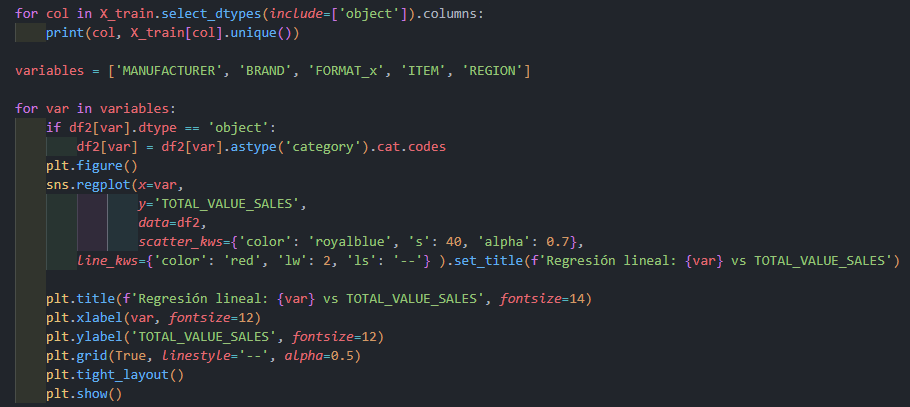 for col in X_train.select_dtypes(include=['object']).columns:
    print(col, X_train[col].unique())

variables = ['MANUFACTURER', 'BRAND', 'FORMAT_x', 'ITEM', 'REGION']

for var in variables:
    if df2[var].dtype == 'object':
        df2[var] = df2[var].astype('category').cat.codes
    plt.figure()
    sns.regplot(x=var,
                y='TOTAL_VALUE_SALES',
                data=df2,
                scatter_kws={'color': 'royalblue', 's': 40, 'alpha': 0.7},
        line_kws={'color': 'red', 'lw': 2, 'ls': '--'} ).set_title(f'Regresión lineal: {var} vs TOTAL_VALUE_SALES')

    plt.title(f'Regresión lineal: {var} vs TOTAL_VALUE_SALES', fontsize=14)
    plt.xlabel(var, fontsize=12)
    plt.ylabel('TOTAL_VALUE_SALES', fontsize=12)
    plt.grid(True, linestyle='--', alpha=0.5)
    plt.tight_layout()
    plt.show()